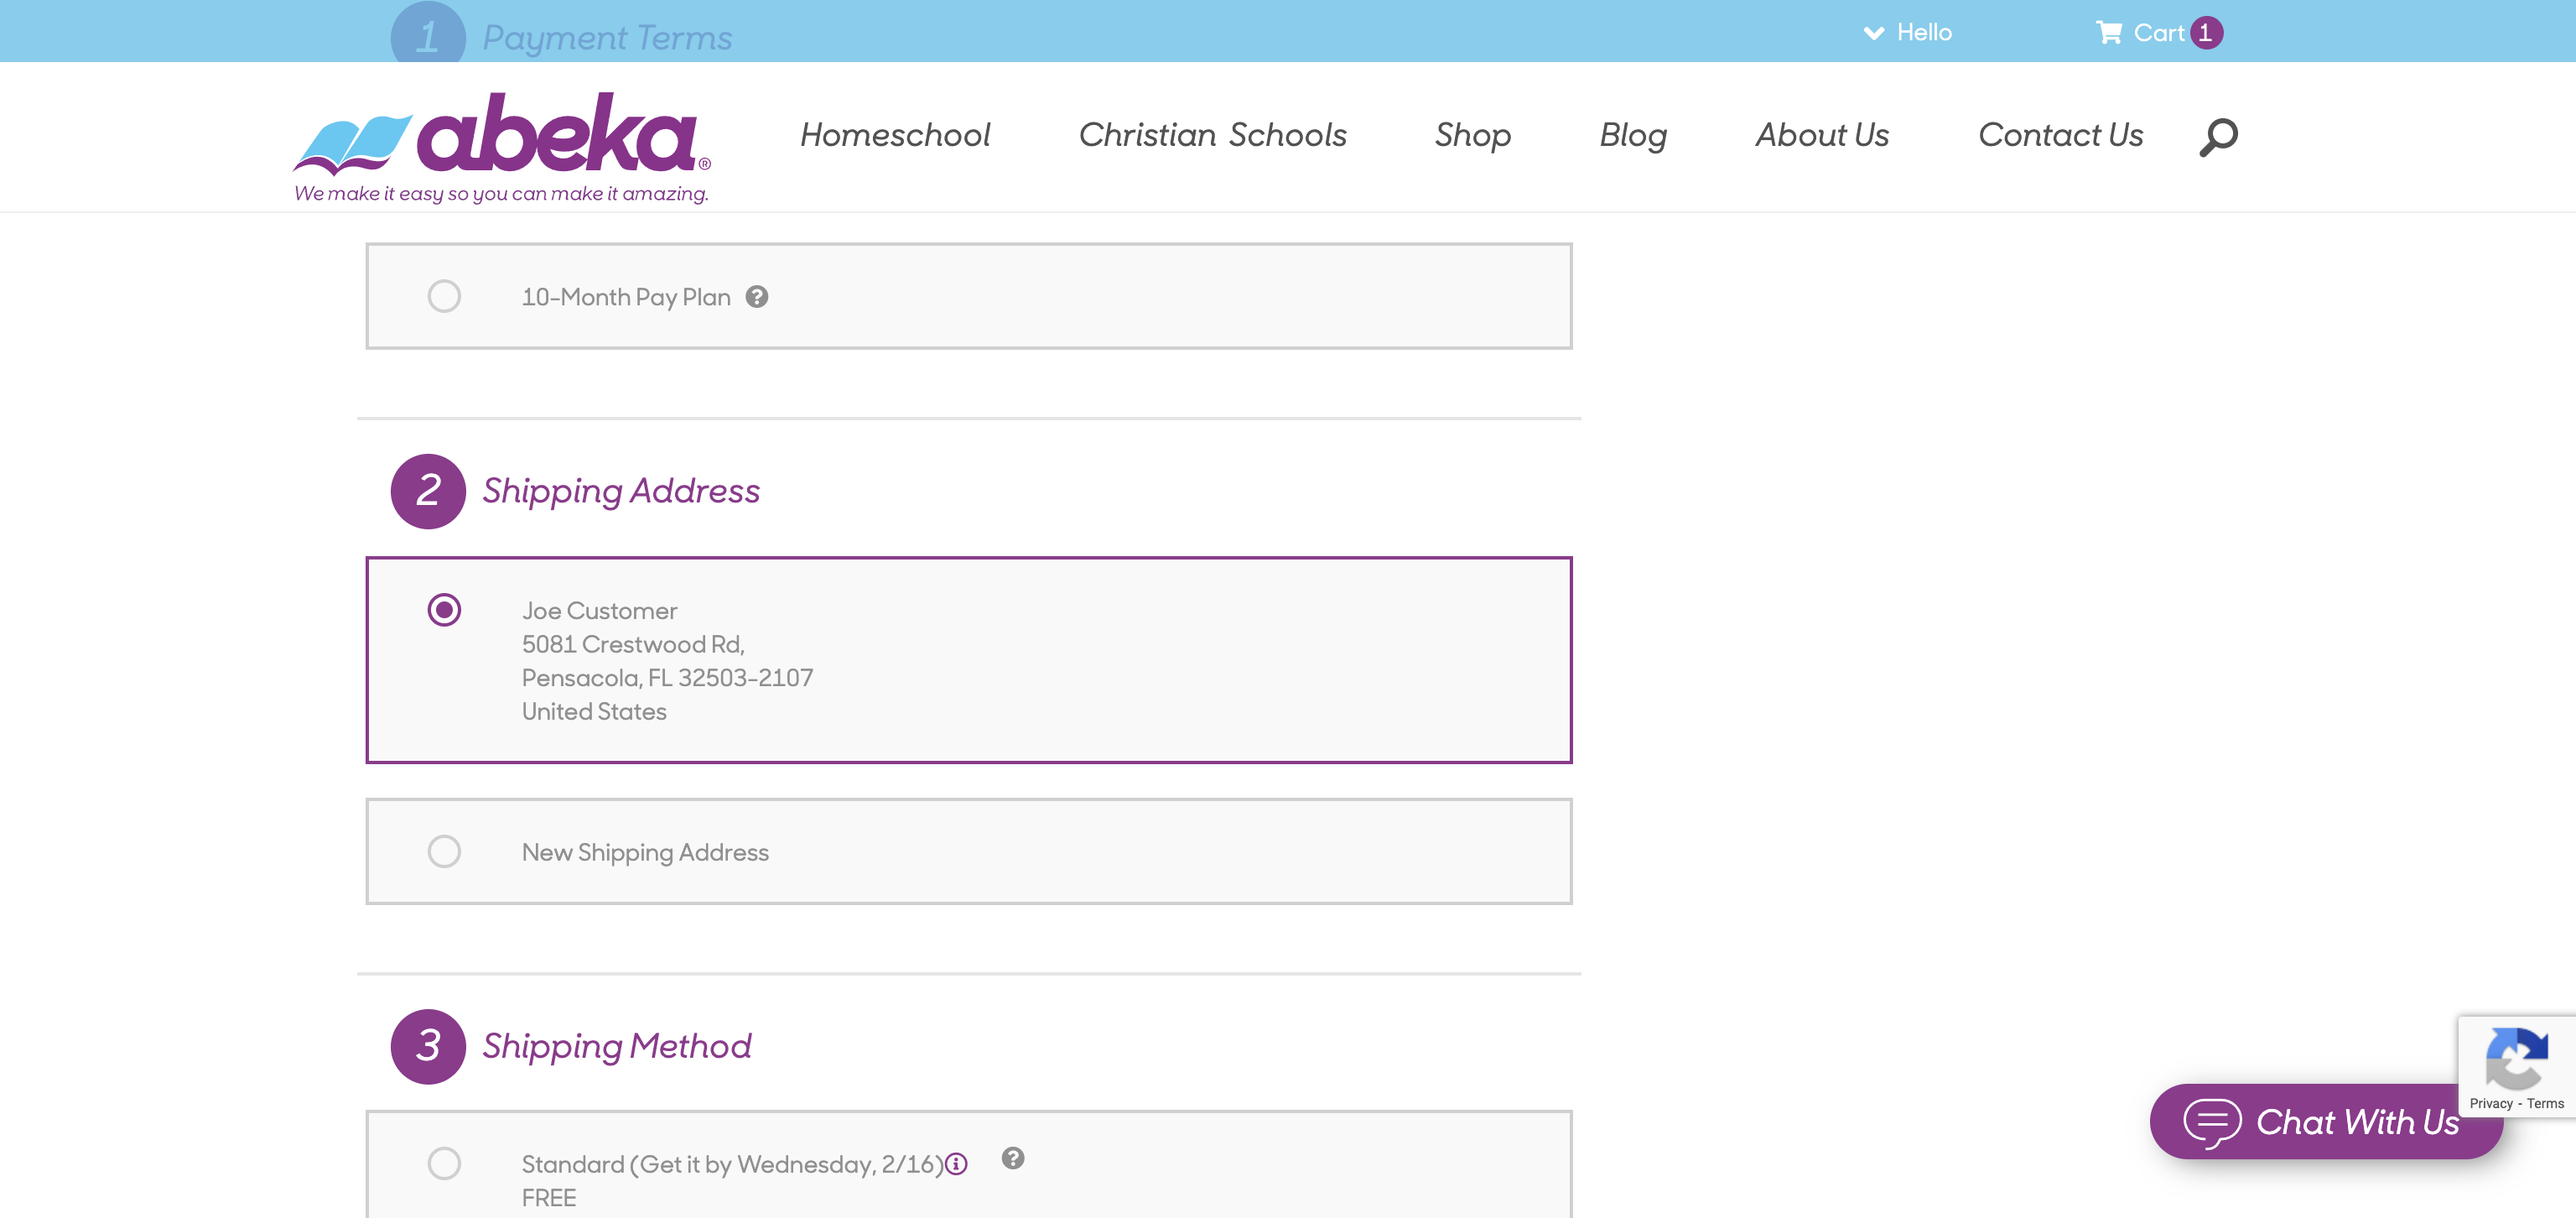 1 Payment Terms
Hello
Cart 1
abeka®
We make it easy so you can make it amazing.
Homeschool
Christian Schools
Shop
Blog
About Us
Contact Us
10-Month Pay Plan ?
2 Shipping Address
Joe Customer
5081 Crestwood Rd,
Pensacola, FL 32503-2107
United States
New Shipping Address
3 Shipping Method
Standard (Get it by Wednesday, 2/16) i ?
FREE
Privacy - Terms
Chat With Us